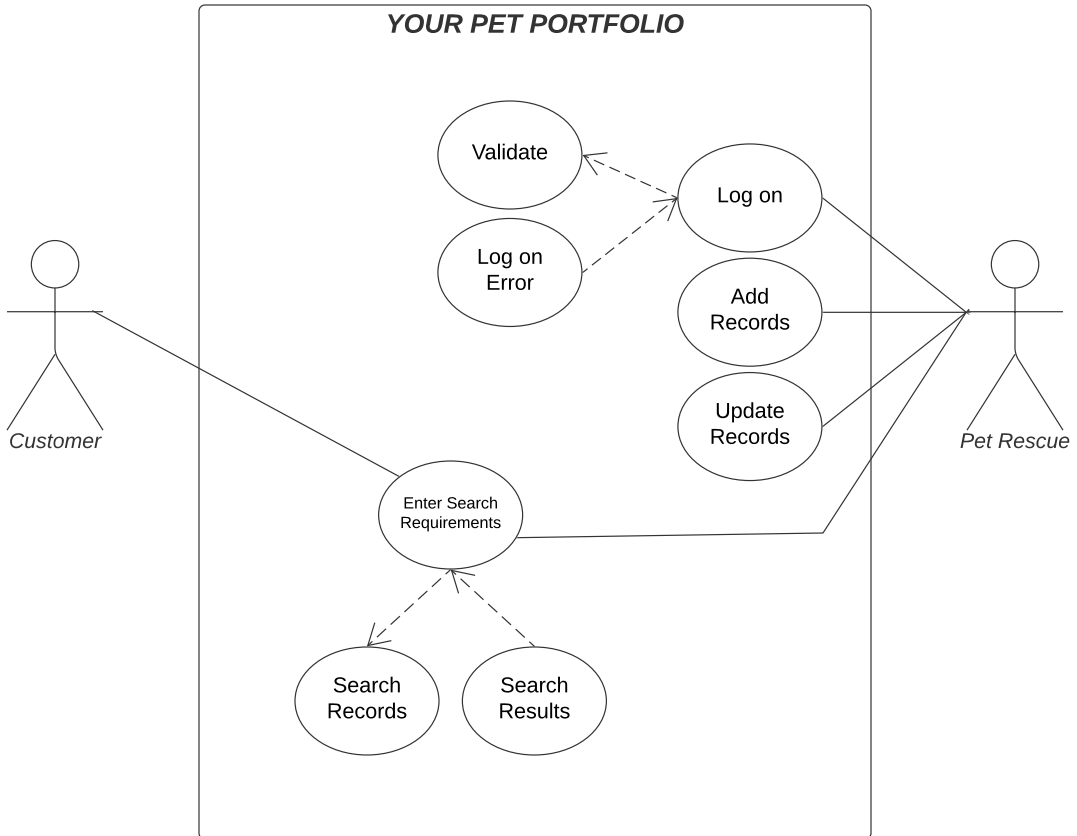 YOUR PET PORTFOLIO
Validate
Log on
Log on
Error
Add
Records
Update
Records
Customer
Pet Rescue
Enter Search
Requirements
Search
Records
Search
Results